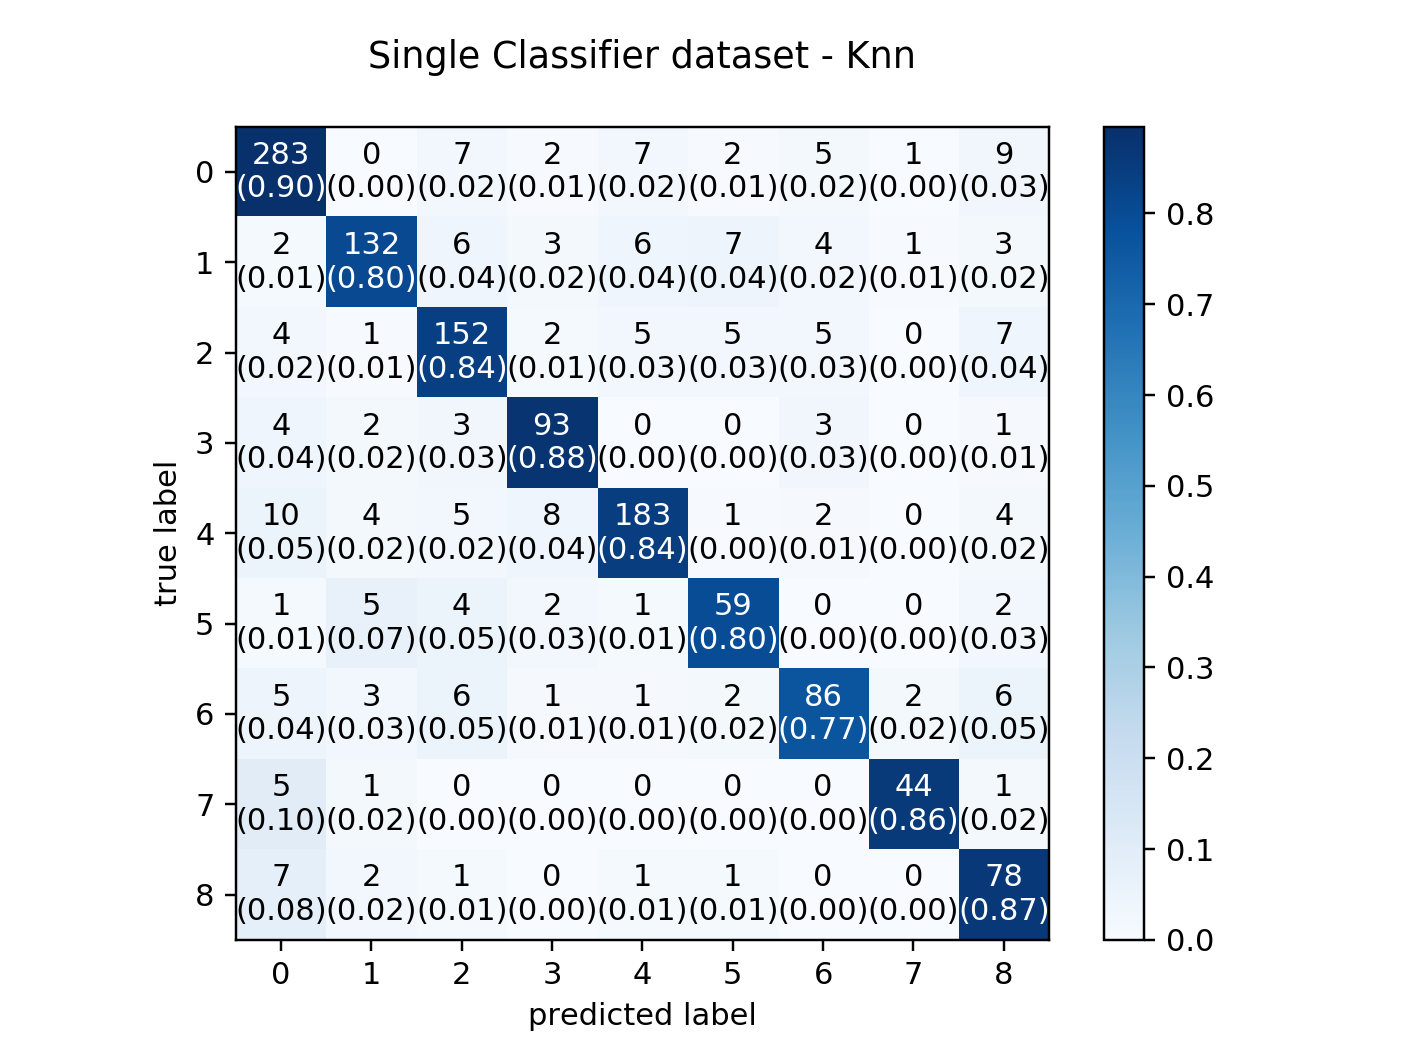 Single Classifier dataset - Knn
283 0 7 2 7 2 5 1 9
0
(0.90) (0.00) (0.02) (0.01) (0.02) (0.01) (0.02) (0.00) (0.03)
2 132 6 3 6 7 4 1 3
1
(0.01) (0.80) (0.04) (0.02) (0.04) (0.04) (0.02) (0.01) (0.02)
4 1 152 2 5 5 5 0 7
2
(0.02) (0.01) (0.84) (0.01) (0.03) (0.03) (0.03) (0.00) (0.04)
4 2 3 93 0 0 3 0 1
3
(0.04) (0.02) (0.03) (0.88) (0.00) (0.00) (0.03) (0.00) (0.01)
10 4 5 8 183 1 2 0 4
4
(0.05) (0.02) (0.02) (0.04) (0.84) (0.00) (0.01) (0.00) (0.02)
1 5 4 2 1 59 0 0 2
5
(0.01) (0.07) (0.05) (0.03) (0.01) (0.80) (0.00) (0.00) (0.03)
5 3 6 1 1 2 86 2 6
6
(0.04) (0.03) (0.05) (0.01) (0.01) (0.02) (0.77) (0.02) (0.05)
5 1 0 0 0 0 0 44 1
7
(0.10) (0.02) (0.00) (0.00) (0.00) (0.00) (0.00) (0.86) (0.02)
7 2 1 0 1 1 0 0 78
8
(0.08) (0.02) (0.01) (0.00) (0.01) (0.01) (0.00) (0.00) (0.87)
0 1 2 3 4 5 6 7 8
true label
predicted label
0.8
0.7
0.6
0.5
0.4
0.3
0.2
0.1
0.0